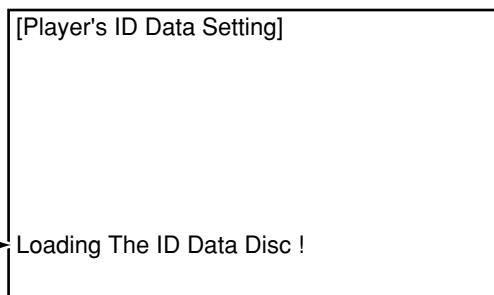 [Player's ID Data Setting]
Loading The ID Data Disc !